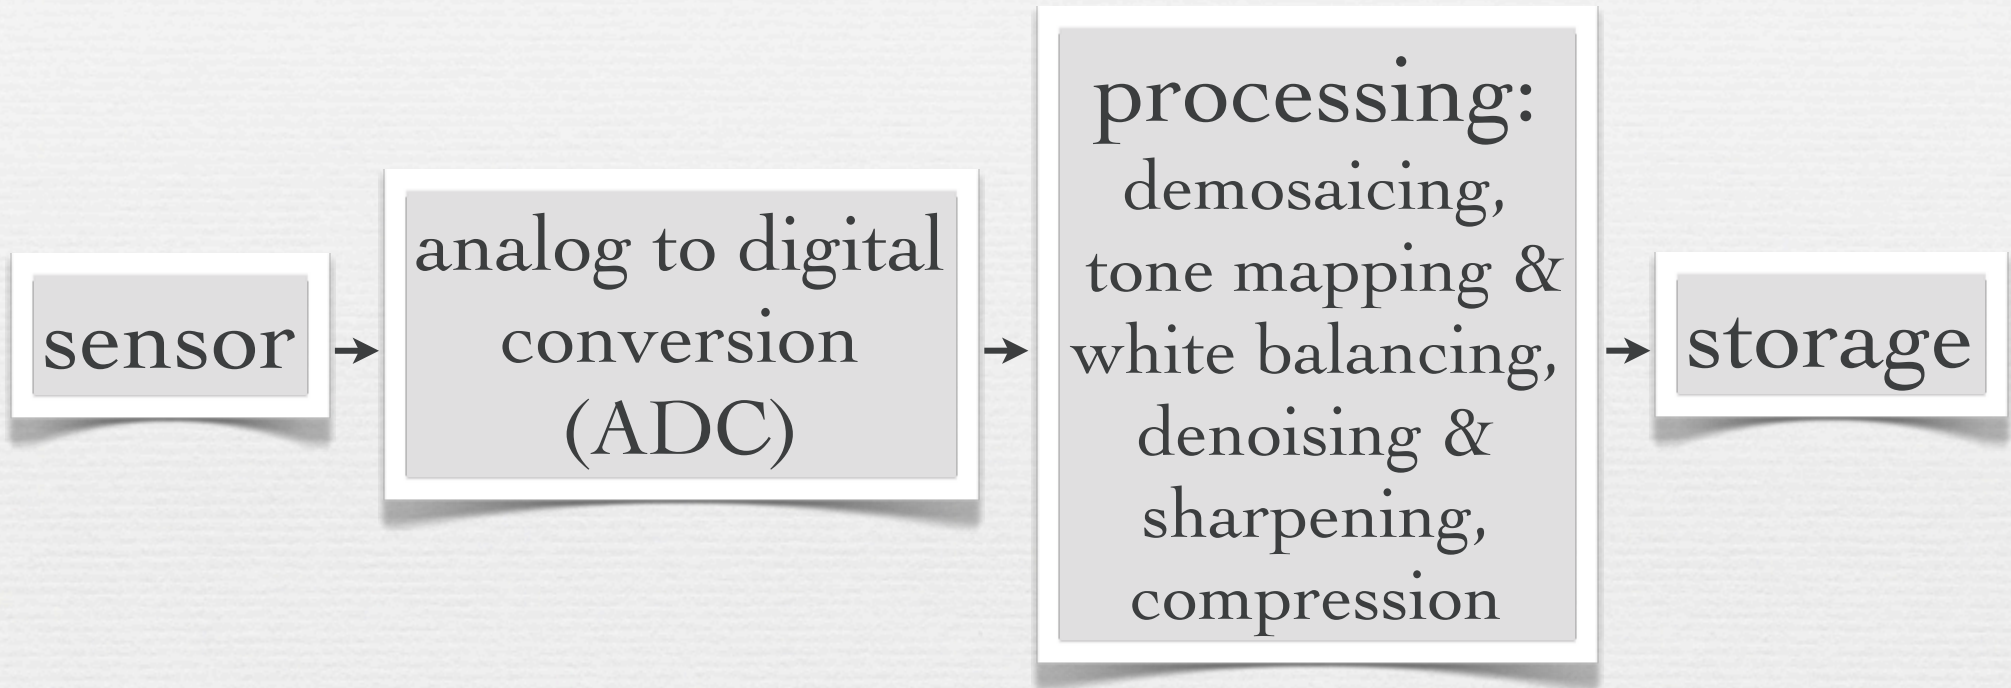 sensor
analog to digital
conversion
(ADC)
processing:
demosaicing,
tone mapping &
white balancing,
denoising &
sharpening,
compression
storage